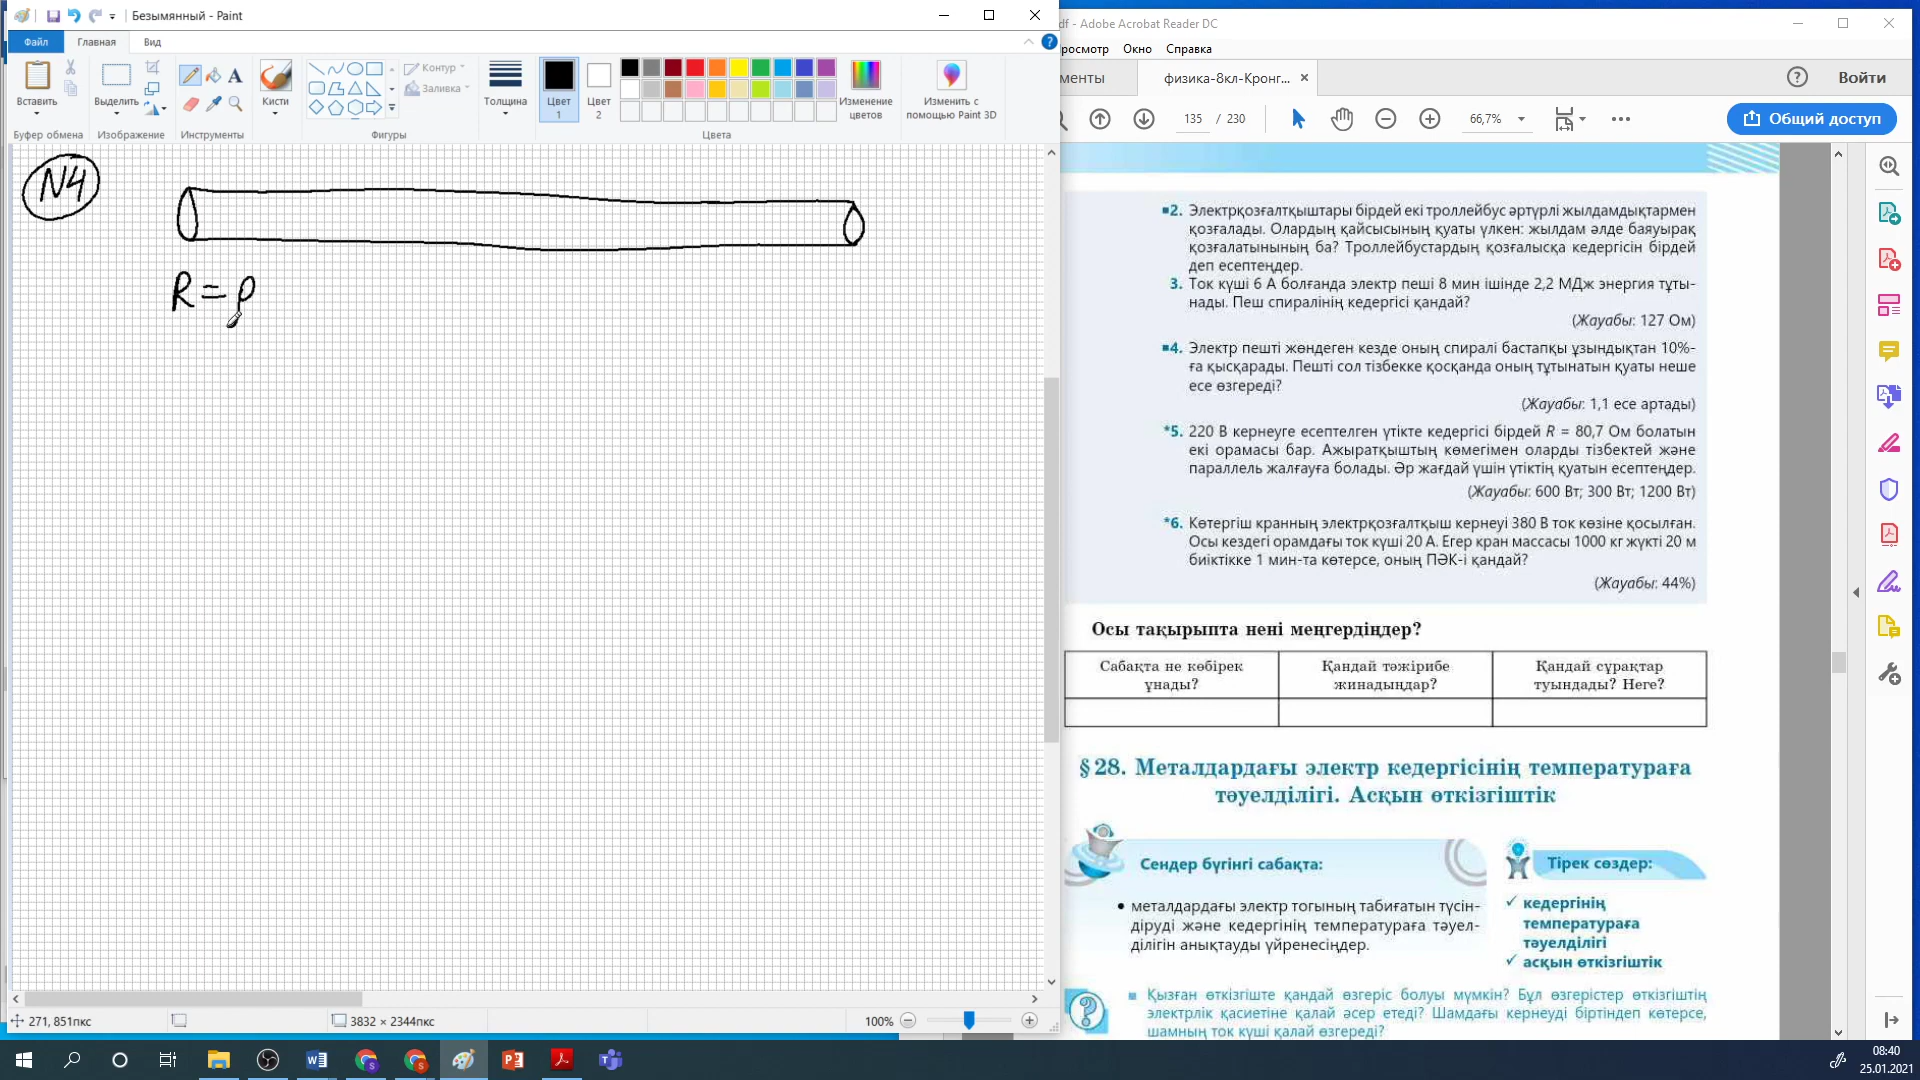 Безымянный - Paint
Файл
Главная
Вид
Вставить
Выделить
Кисти
Контур
Заливка
Толщина
Цвет
1
Цвет
2
Изменение
цветов
Изменить с
помощью Paint 3D
Буфер обмена
Изображение
Инструменты
Фигуры
Цвета
N4
R=ρ
271, 851пкс
3832 × 2344пкс
100%
df - Adobe Acrobat Reader DC
росмотр
Окно
Справка
менты
физика-8кл-Кронг...
Войти
135 / 230
66,7%
Общий доступ
2. Электрқозғалтқыштары бірдей екі троллейбус әртүрлі жылдамдықтармен
қозғалады. Олардың қайсысының қуаты үлкен: жылдам әлде баяуырақ
қозғалатынының ба? Троллейбустардың қозғалысқа кедергісін бірдей
деп есептеңдер.
3. Ток күші 6 А болғанда электр пеші 8 мин ішінде 2,2 МДж энергия тұты-
нады. Пеш спиралінің кедергісі қандай?
(Жауабы: 127 Ом)
4. Электр пешті жөндеген кезде оның спиралі бастапқы ұзындықтан 10%-
ға қысқарады. Пешті сол тізбекке қосқанда оның тұтынатын қуаты неше
есе өзгереді?
(Жауабы: 1,1 есе артады)
*5. 220 В кернеуге есептелген үтікте кедергісі бірдей R = 80,7 Ом болатын
екі орамасы бар. Ажыратқыштың көмегімен оларды тізбектей және
параллель жалғауға болады. Әр жағдай үшін үтіктің қуатын есептеңдер.
(Жауабы: 600 Вт; 300 Вт; 1200 Вт)
*6. Көтергіш кранның электрқозғалтқыш кернеуі 380 В ток көзіне қосылған.
Осы кездегі орамдағы ток күші 20 А. Егер кран массасы 1000 кг жүкті 20 м
биіктікке 1 мин-та көтерсе, оның ПӘК-і қандай?
(Жауабы: 44%)
Осы тақырыпта нені меңгердіңдер?
Сабақта не көбірек
ұнады?
Қандай тәжірибе
жинадыңдар?
Қандай сұрақтар
туындады? Неге?
§ 28. Металдардағы электр кедергісінің температураға
тәуелділігі. Асқын өткізгіштік
Сендер бүгінгі сабақта:
• металдардағы электр тогының табиғатын түсін-
діруді және кедергінің температураға тәуел-
ділігін анықтауды үйренесіңдер.
Тірек сөздер:
✓ кедергінің
температураға
тәуелділігі
✓ асқын өткізгіштік
Қызған өткізгіште қандай өзгеріс болуы мүмкін? Бұл өзгерістер өткізгіштің
электрлік қасиетіне қалай әсер етеді? Шамдағы кернеуді біртіндеп көтерсе,
шамның ток күші қалай өзгереді?
08:40
25.01.2021